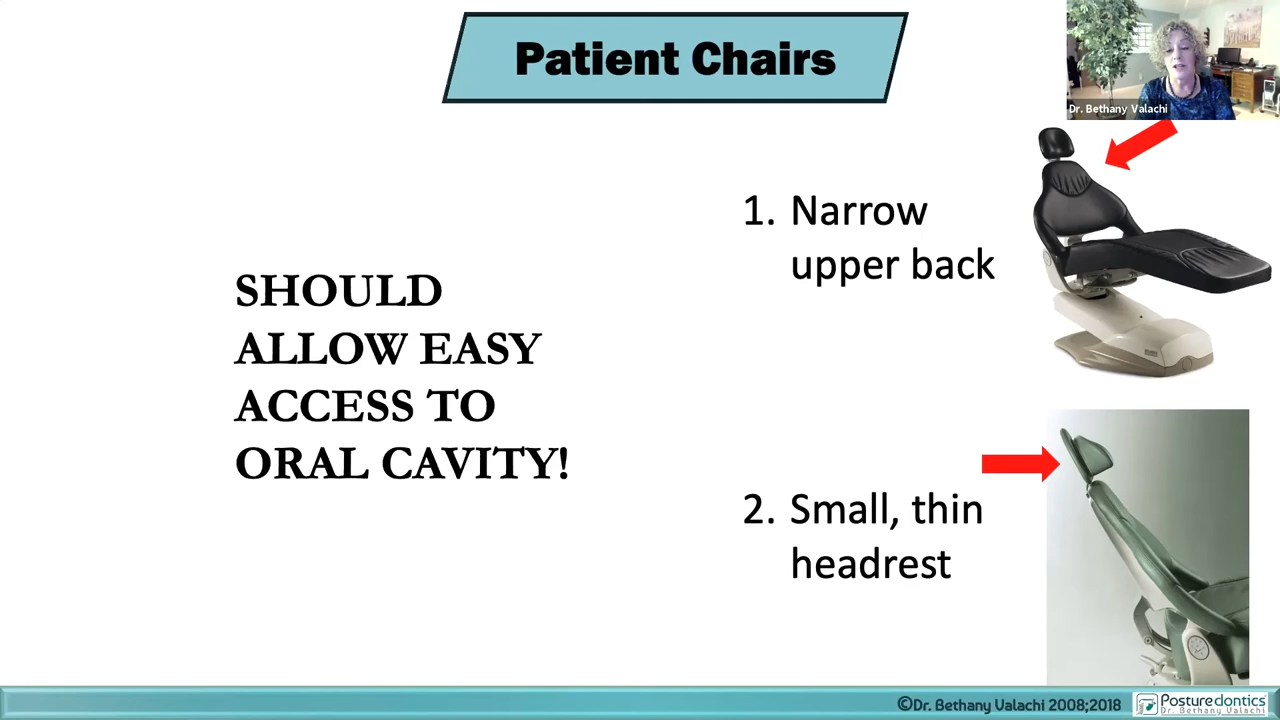 Patient Chairs
Dr. Bethany Valachi
1. Narrow
upper back
SHOULD
ALLOW EASY
ACCESS TO
ORAL CAVITY!
2. Small, thin
headrest
©Dr. Bethany Valachi 2008;2018
Posturedontics®
Dr. Bethany Valachi